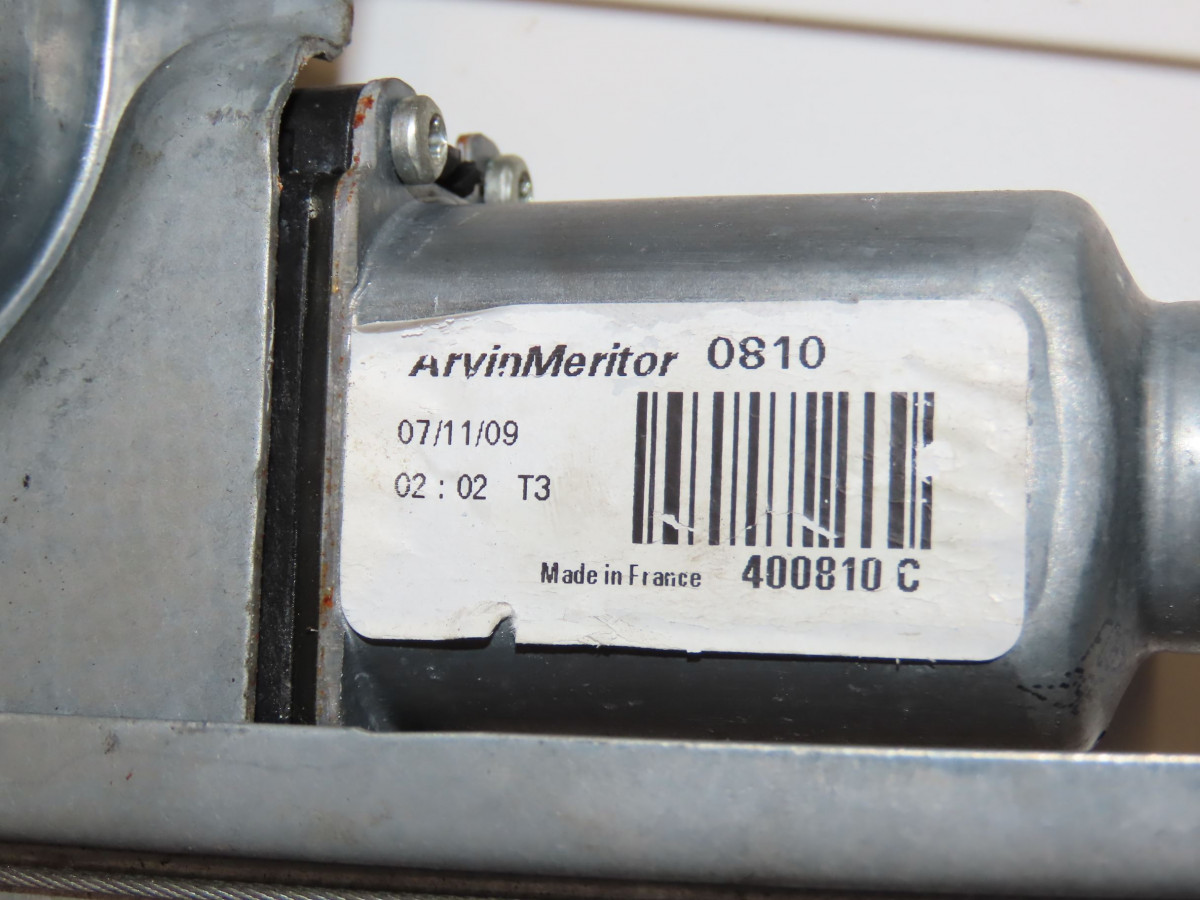 ArvinMeritor 0810
07/11/09
02 : 02 T3
Made in France 400810 C